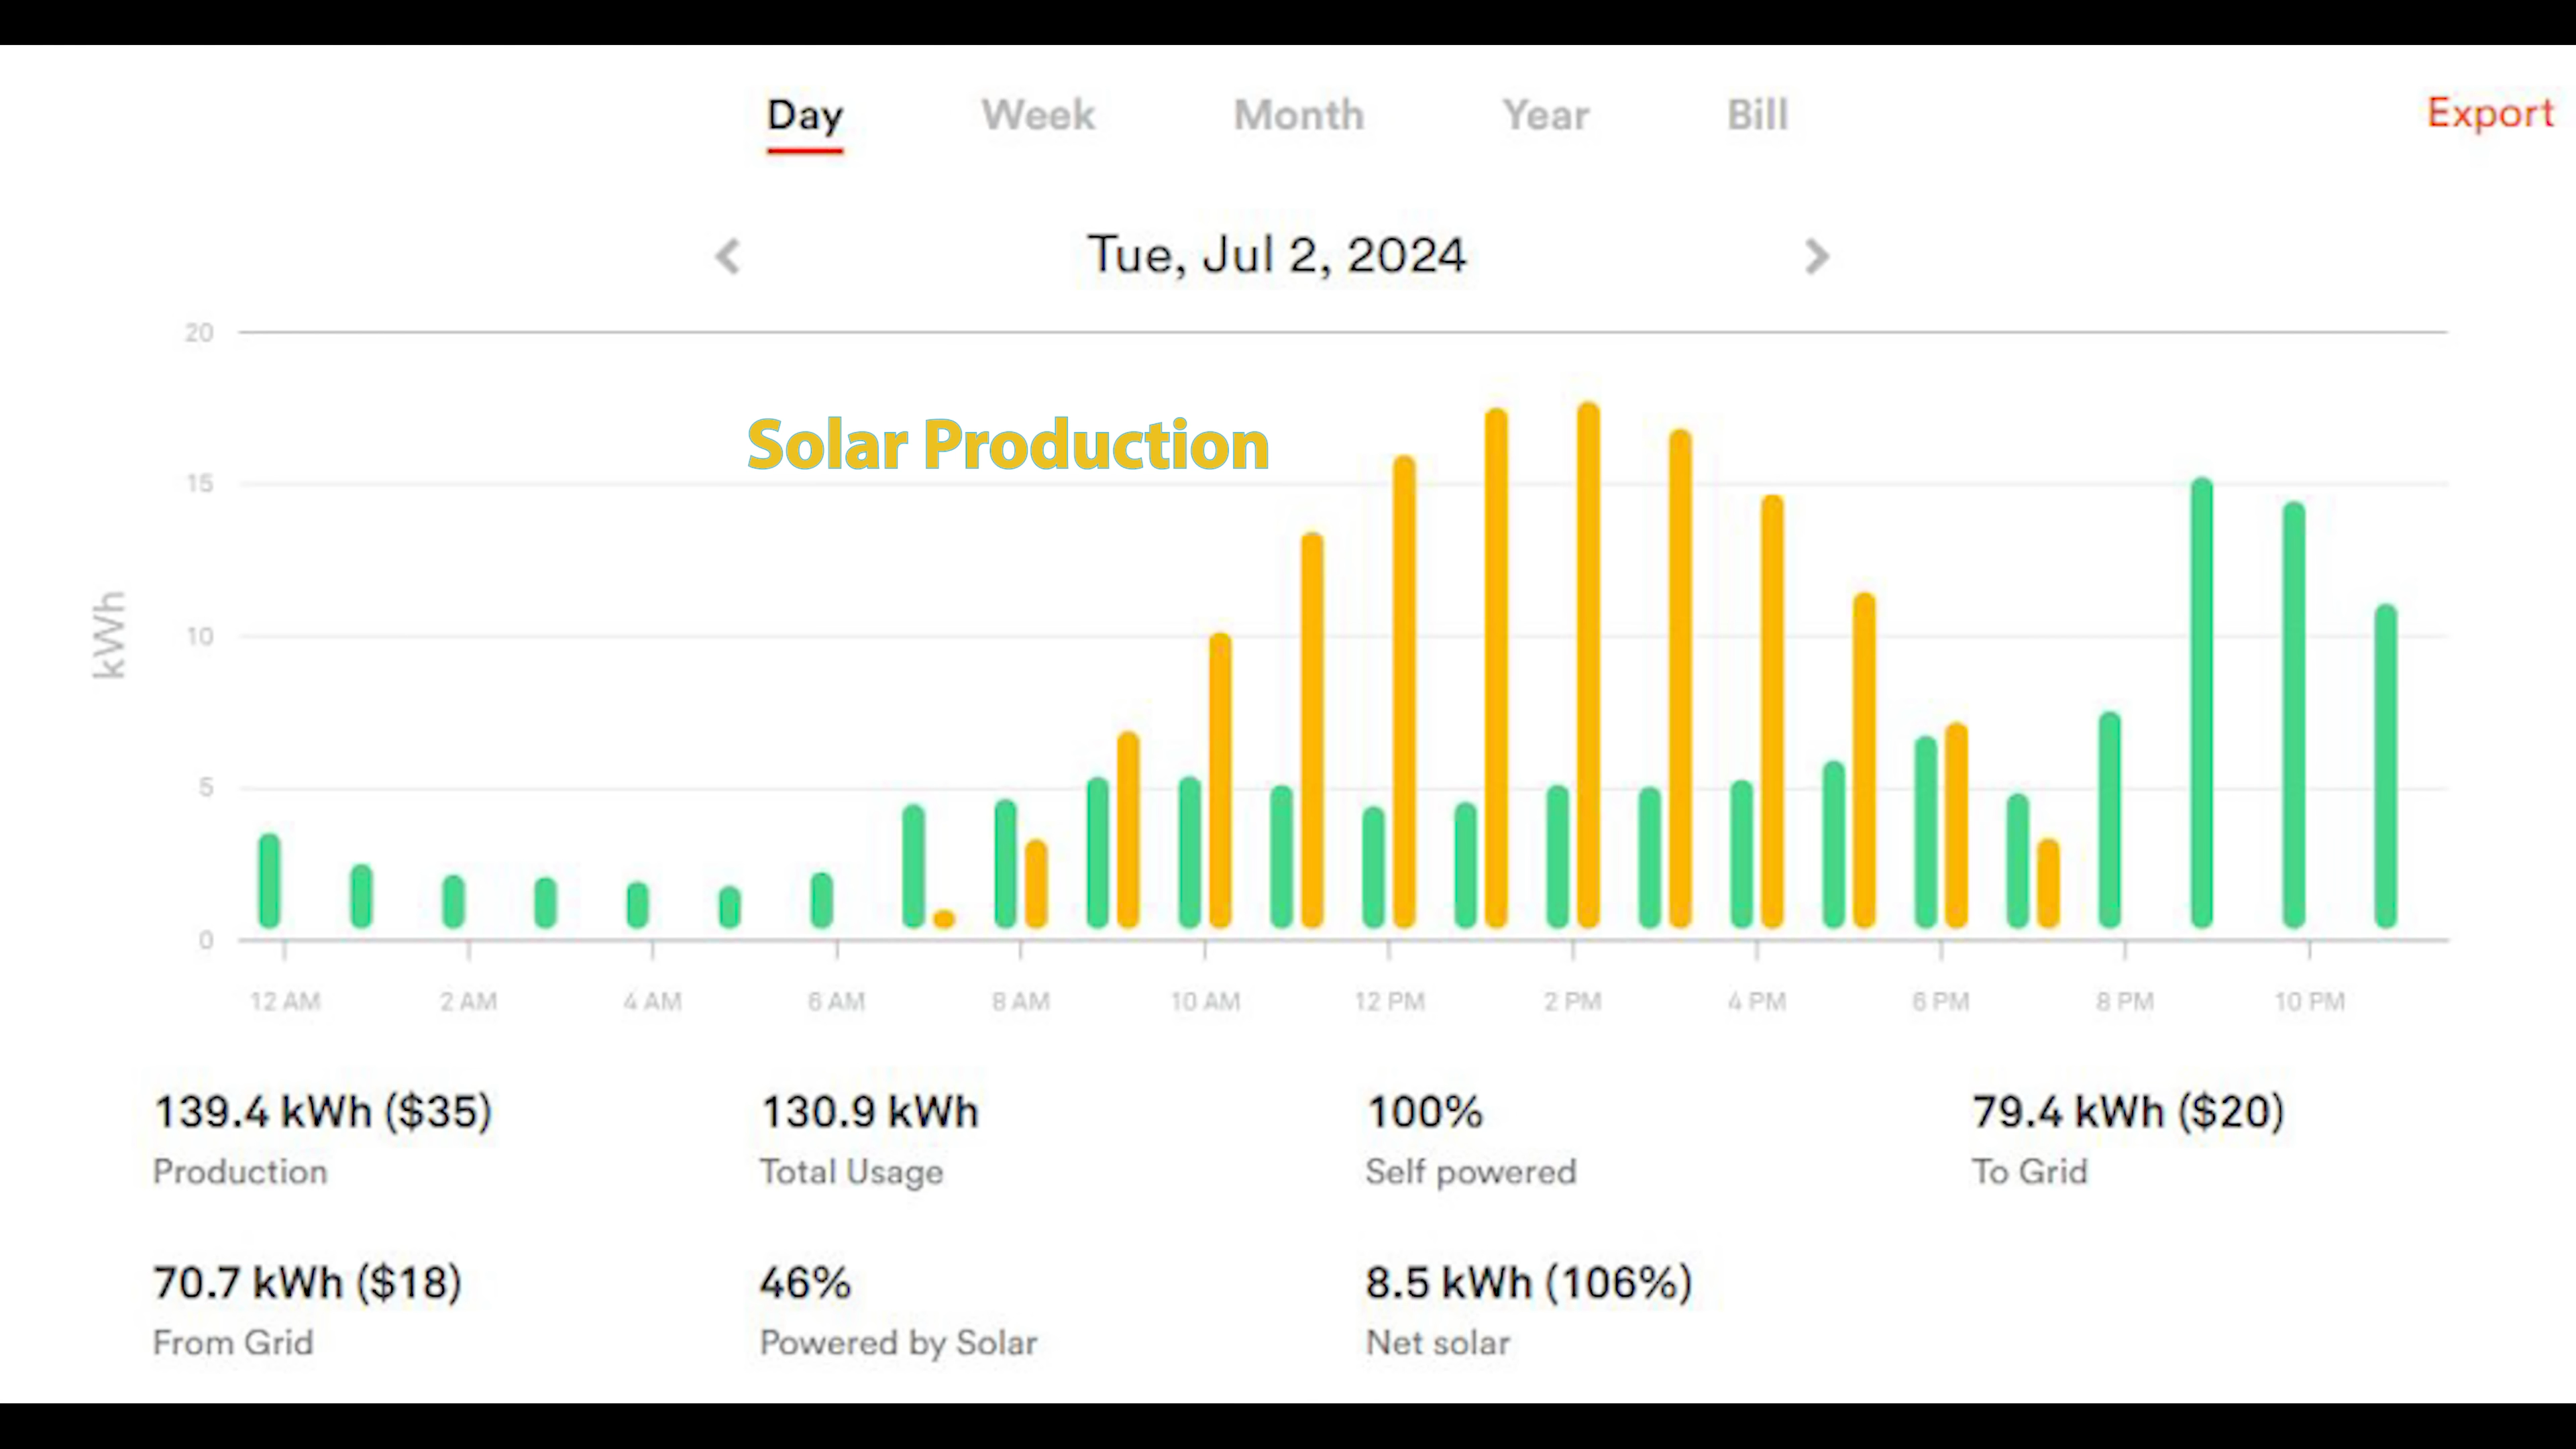 Day Week Month Year Bill Export
Tue, Jul 2, 2024
20
Solar Production
15
kWh
10
5
0
12 AM 2 AM 4 AM 6 AM 8 AM 10 AM 12 PM 2 PM 4 PM 6 PM 8 PM 10 PM
139.4 kWh ($35) 130.9 kWh 100% 79.4 kWh ($20)
Production Total Usage Self powered To Grid
70.7 kWh ($18) 46% 8.5 kWh (106%)
From Grid Powered by Solar Net solar